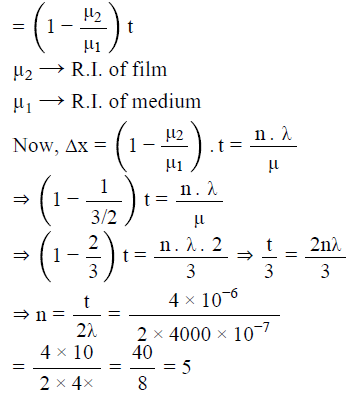 = (1 − μ₂/μ₁) t
μ₂ → R.I. of film
μ₁ → R.I. of medium
Now, Δx = (1 − μ₂/μ₁) . t = n . λ/μ
⇒ (1 − 1/(3/2)) t = n . λ/μ
⇒ (1 − 2/3) t = n . λ . 2/3 ⇒ t/3 = 2nλ/3
⇒ n = t/2λ = 4 × 10⁻⁶/2 × 4000 × 10⁻⁷
= 4 × 10/2 × 4× = 40/8 = 5